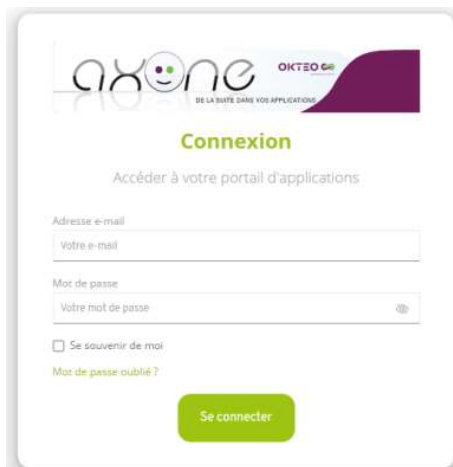 axone
OKTEO
DE LA SUITE DANS VOS APPLICATIONS
Connexion
Accéder à votre portail d'applications
Adresse e-mail
Votre e-mail
Mot de passe
Votre mot de passe
Se souvenir de moi
Mot de passe oublié ?
Se connecter